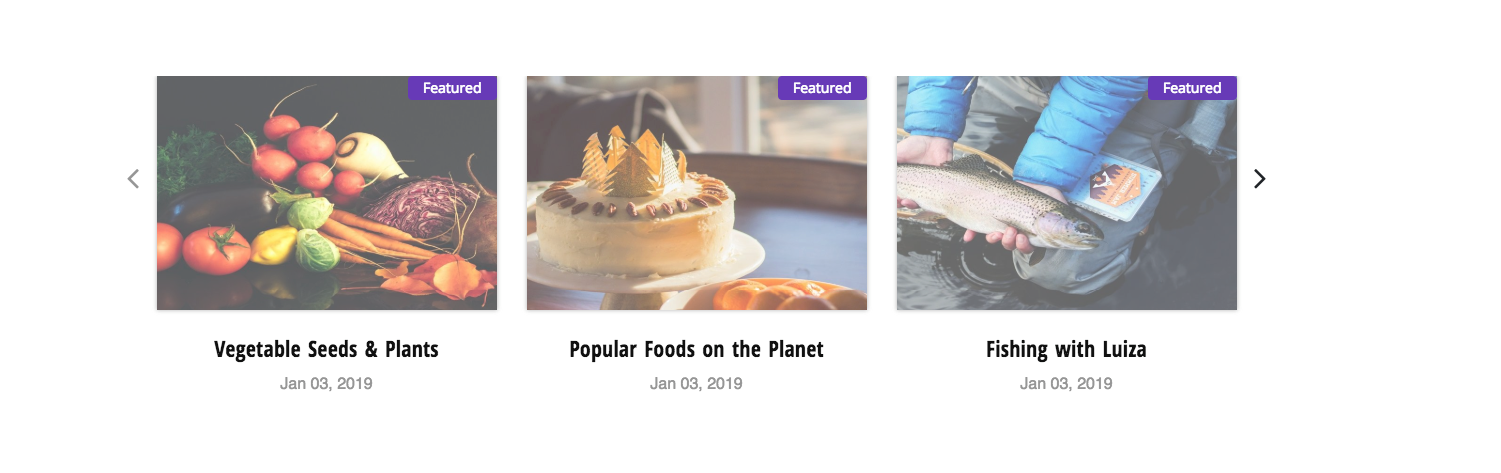 Featured
Featured
Featured
Vegetable Seeds & Plants
Jan 03, 2019
Popular Foods on the Planet
Jan 03, 2019
Fishing with Luiza
Jan 03, 2019